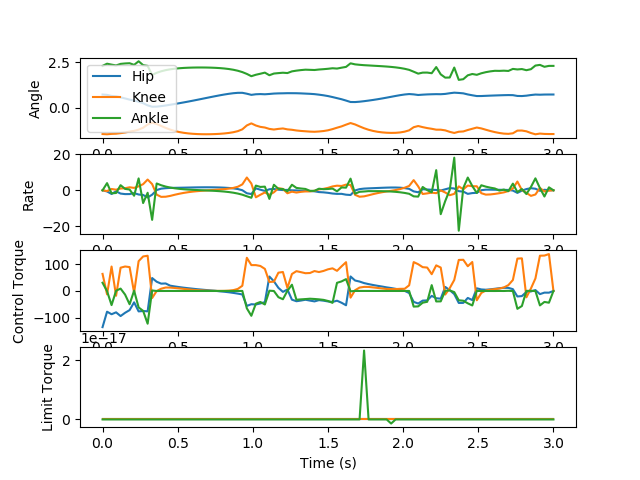 2.5
0.0
Angle
Hip
Knee
Ankle
0.0 0.5 1.0 1.5 2.0 2.5 3.0
20
0
−20
Rate
0.0 0.5 1.0 1.5 2.0 2.5 3.0
100
0
−100
Control Torque
0.0 0.5 1.0 1.5 2.0 2.5 3.0
1e−17
2
0
Limit Torque
0.0 0.5 1.0 1.5 2.0 2.5 3.0
Time (s)